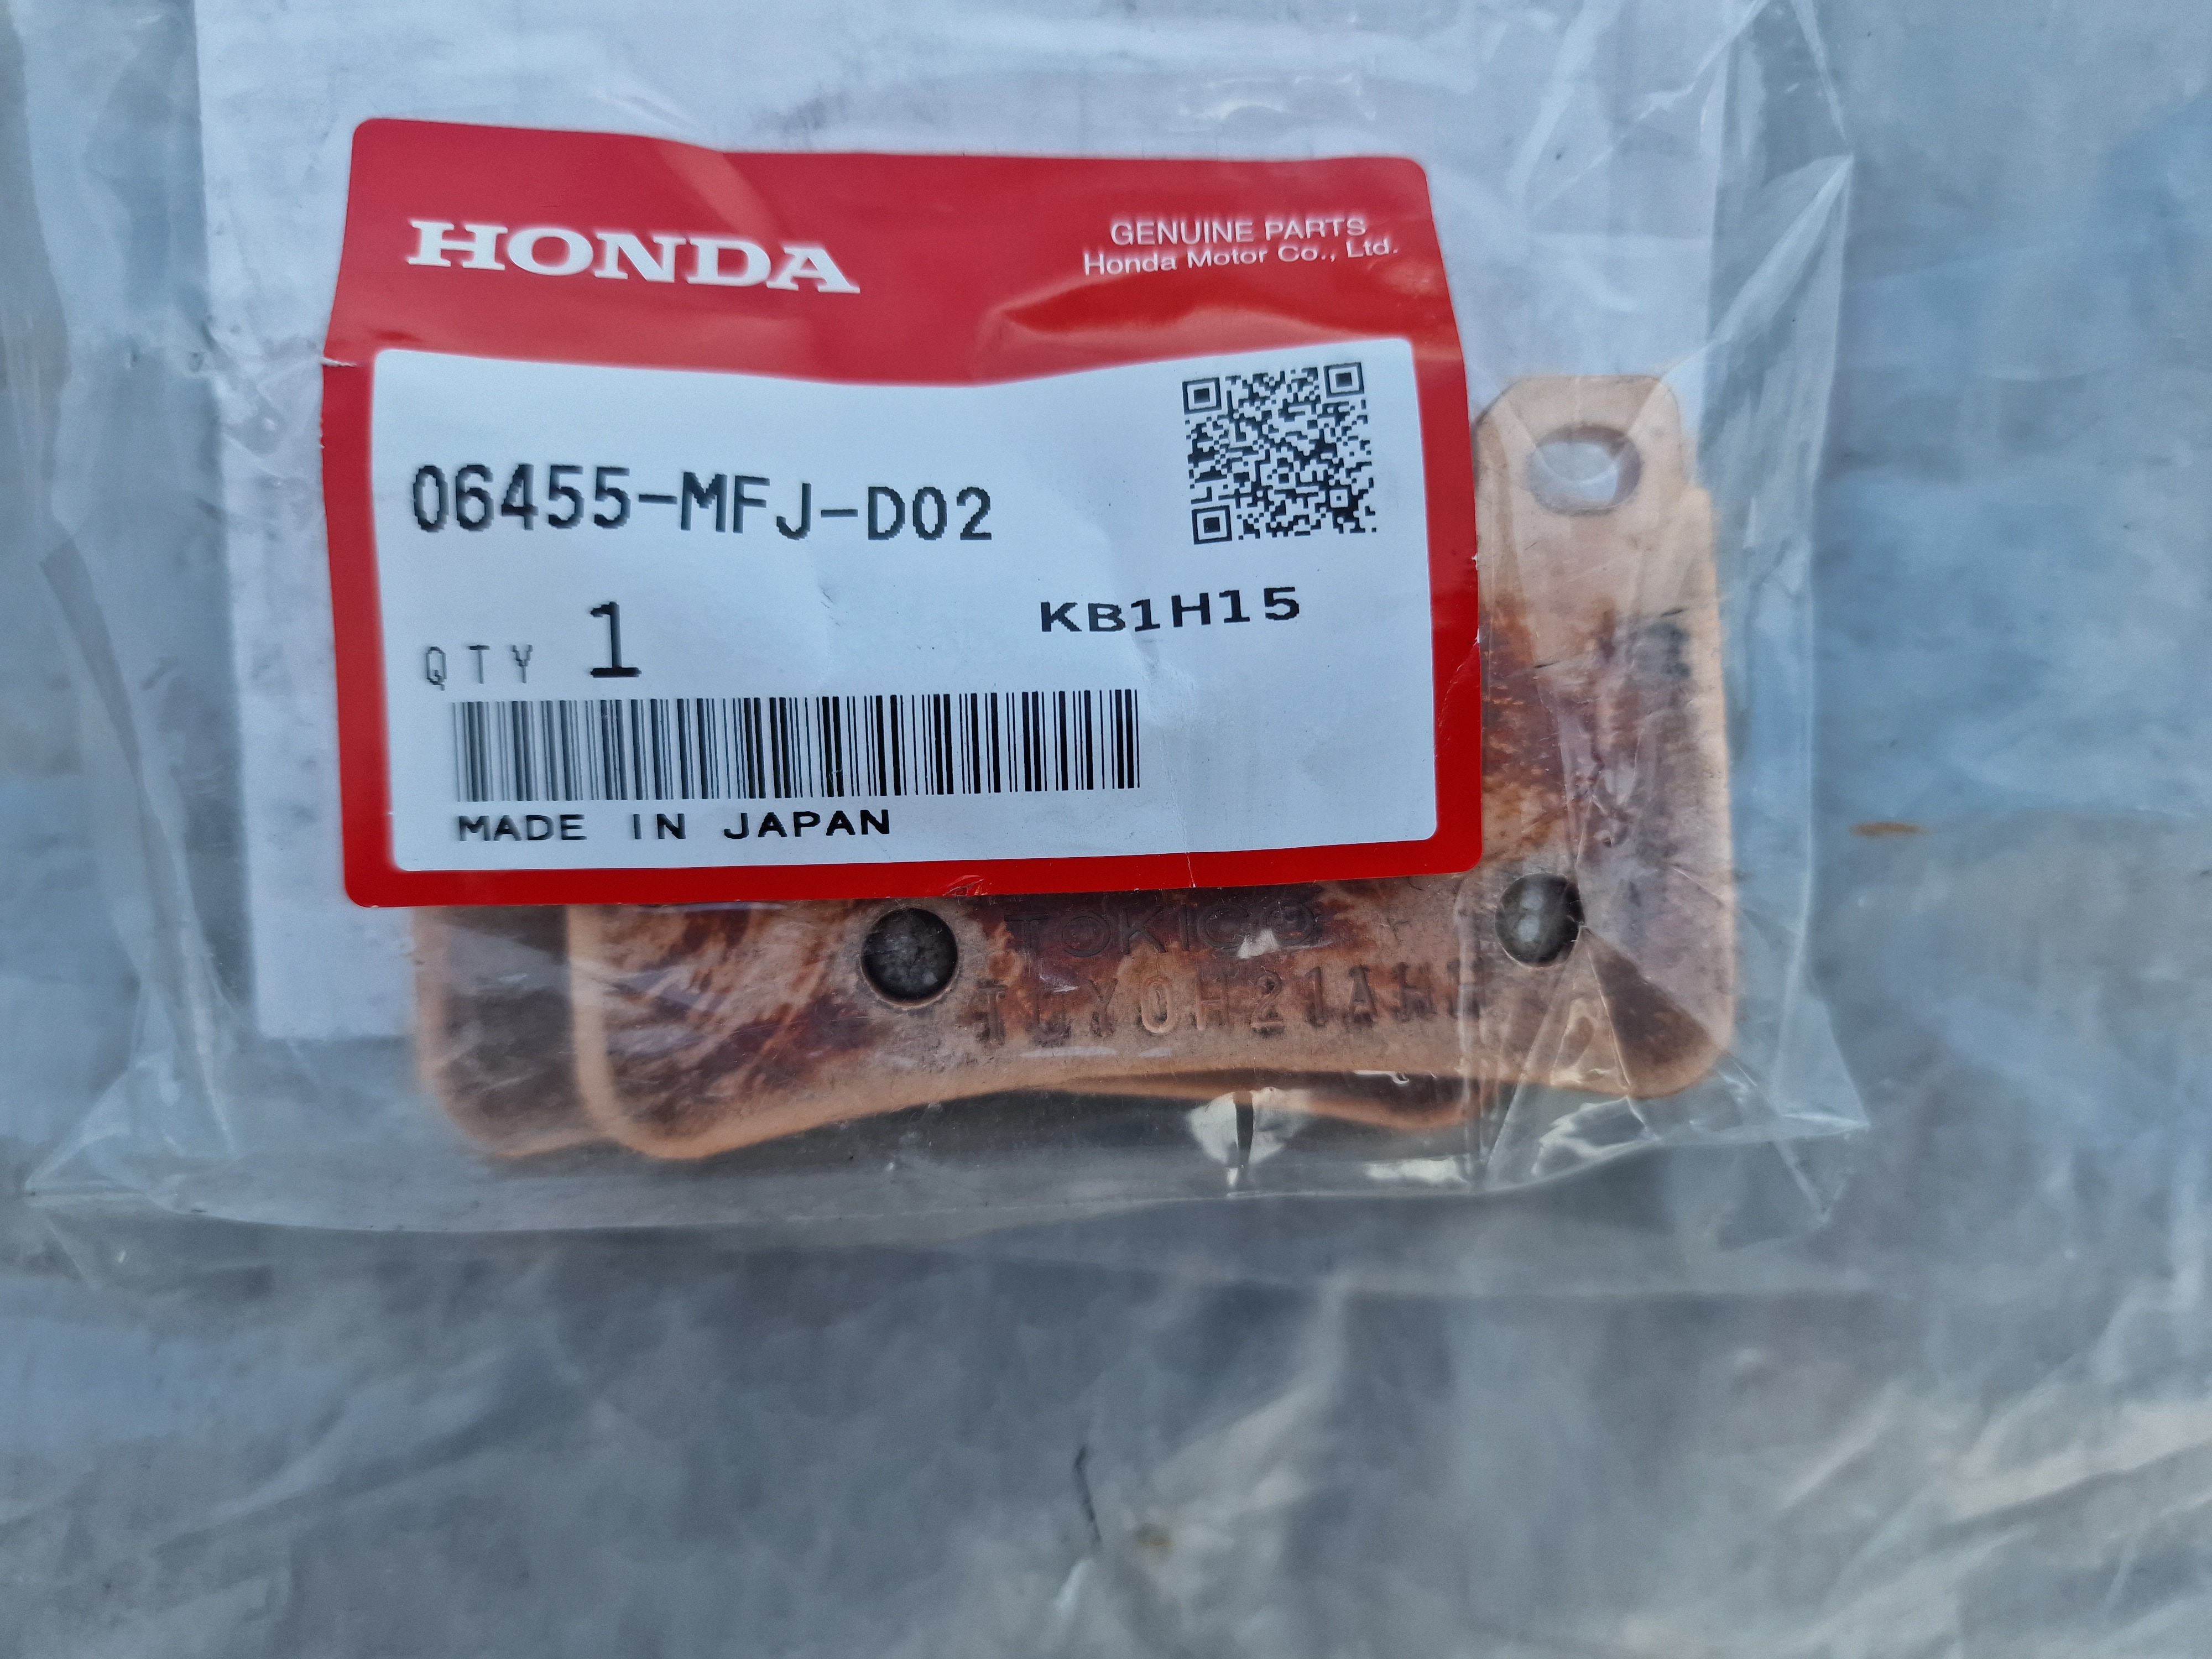 HONDA
GENUINE PARTS
Honda Motor Co., Ltd.
06455-MFJ-D02
QTY 1
KB1H15
MADE IN JAPAN
TOKICO